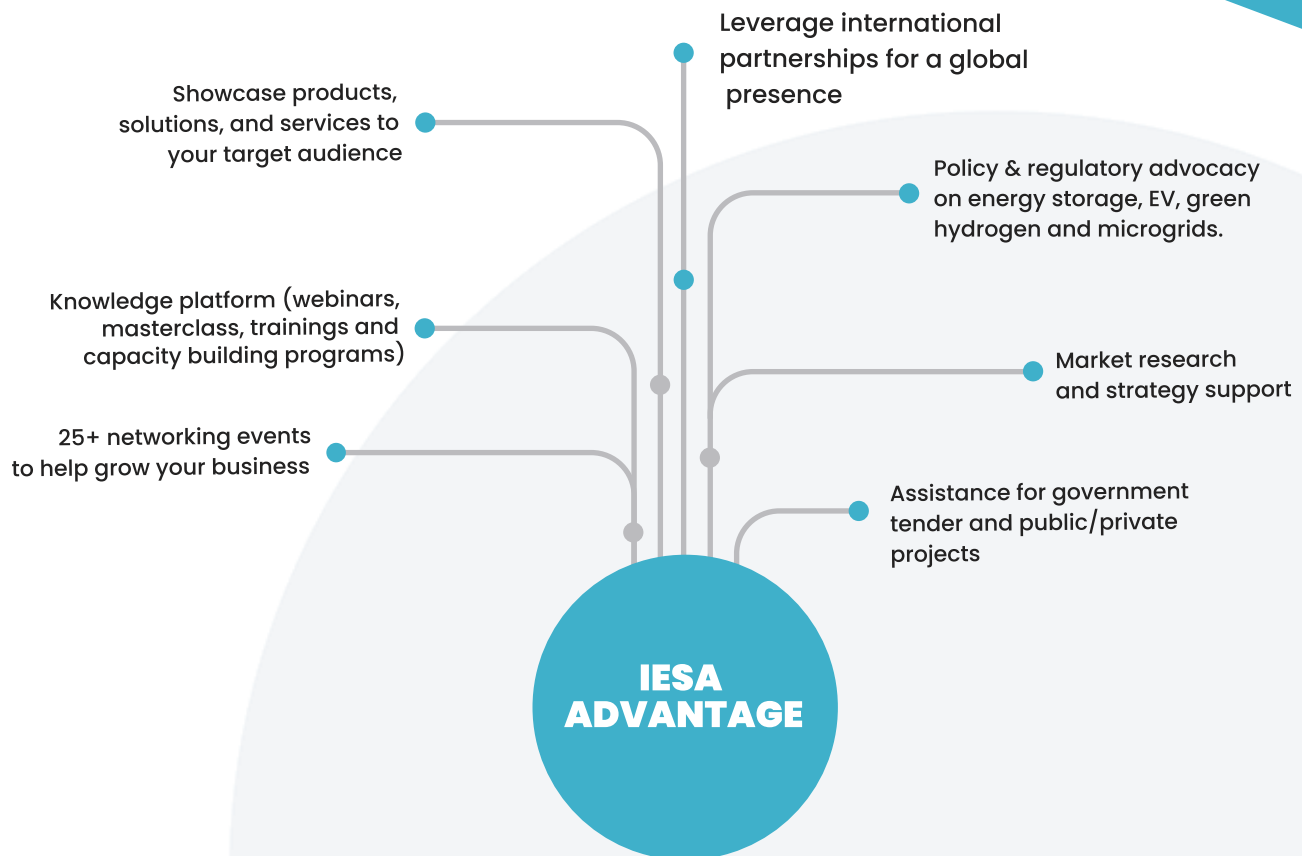 Leverage international
partnerships for a global
presence
Showcase products,
solutions, and services to
your target audience
Policy & regulatory advocacy
on energy storage, EV, green
hydrogen and microgrids.
Knowledge platform (webinars,
masterclass, trainings and
capacity building programs)
Market research
and strategy support
25+ networking events
to help grow your business
Assistance for government
tender and public/private
projects
IESA
ADVANTAGE